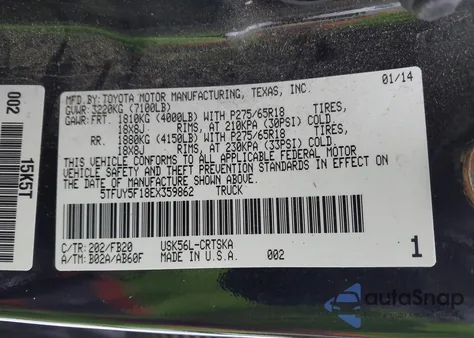 MFD.BY:TOYOTA MOTOR MANUFACTURING, TEXAS, INC. 01/14
GVWR: 3220KG (7100LB)
GAWR:FRT. 1810KG (4000LB) WITH P275/65R18 TIRES,
18X8J RIMS, AT 210KPA (30PSI) COLD.
RR. 1880KG (4150LB) WITH P275/65R18 TIRES,
18X8J RIMS, AT 230KPA (33PSI) COLD.
THIS VEHICLE CONFORMS TO ALL APPLICABLE FEDERAL MOTOR
VEHICLE SAFETY AND THEFT PREVENTION STANDARDS IN EFFECT ON
THE DATE OF MANUFACTURE SHOWN ABOVE.
5TFUY5F18EX359862 TRUCK
C/TR:202/FB20 USK56L-CRTSKA
A/TM:B02A/AB60F MADE IN U.S.A. 002 1
002 15K5T
autoSnap